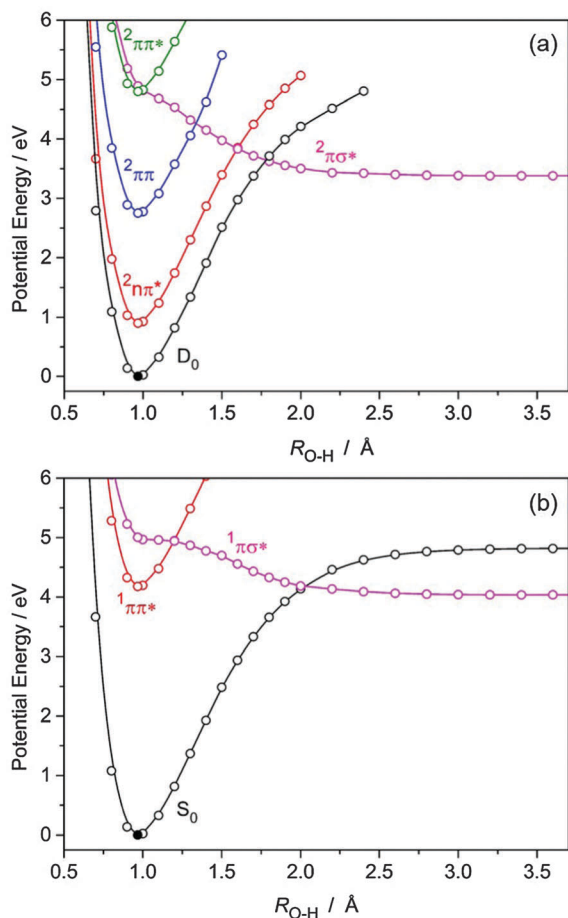 (a)
6
5
4
3
2
1
0
Potential Energy / eV
²ππ*
²ππ
²nπ*
²πσ*
D₀
0.5 1.0 1.5 2.0 2.5 3.0 3.5
R_O-H / Å
(b)
6
5
4
3
2
1
0
Potential Energy / eV
¹πσ*
¹ππ*
S₀
0.5 1.0 1.5 2.0 2.5 3.0 3.5
R_O-H / Å